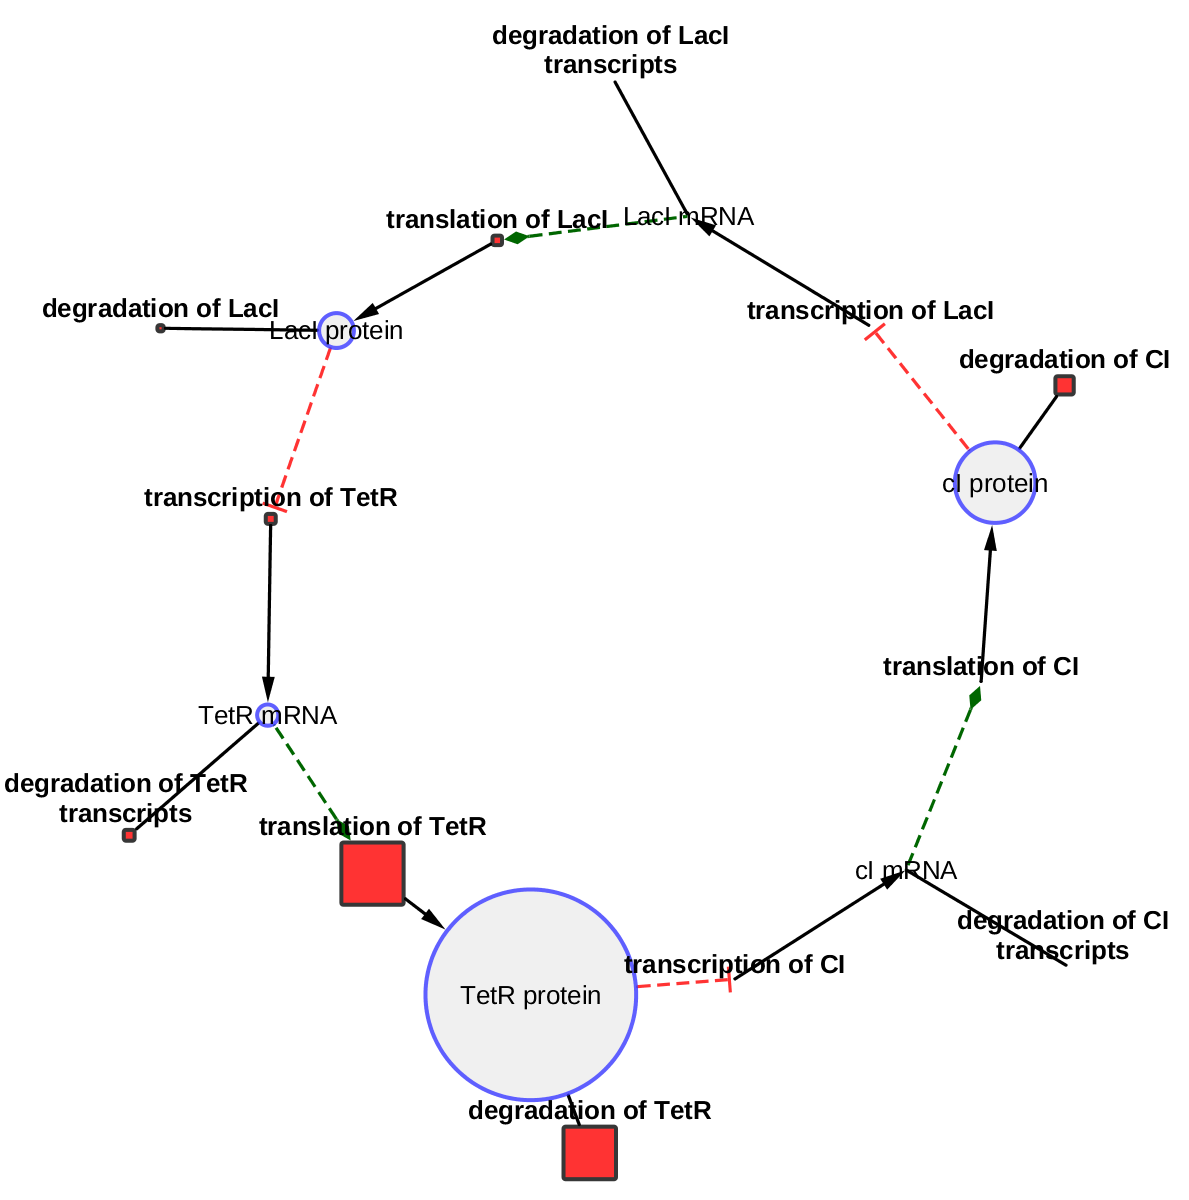 degradation of LacI
transcripts
translation of LacI
LacI mRNA
degradation of LacI
LacI protein
transcription of LacI
degradation of CI
cI protein
transcription of TetR
translation of CI
TetR mRNA
degradation of TetR
transcripts
translation of TetR
cI mRNA
degradation of CI
transcripts
transcription of CI
TetR protein
degradation of TetR